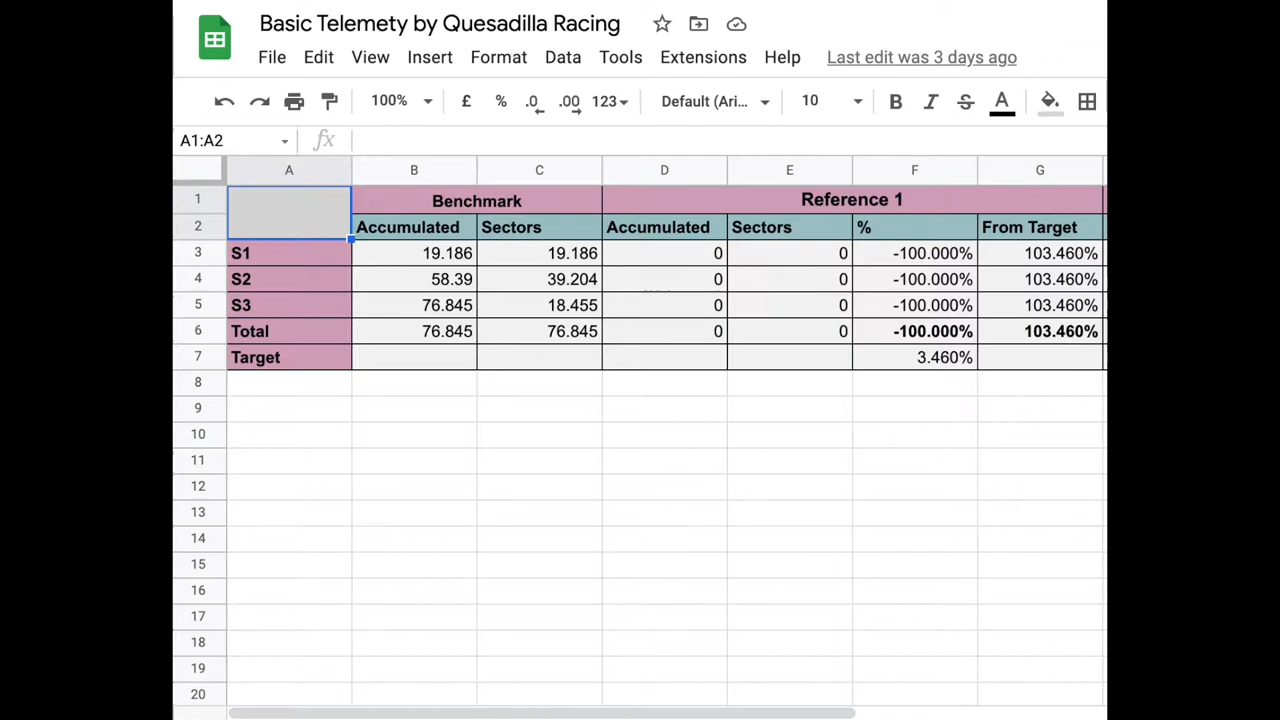 Basic Telemety by Quesadilla Racing
File Edit View Insert Format Data Tools Extensions Help Last edit was 3 days ago
100% £ % .0 .00 123 Default (Ari... 10 B I S A
A1:A2 fx
A B C D E F G
1 Benchmark Reference 1
2 Accumulated Sectors Accumulated Sectors % From Target
3 S1 19.186 19.186 0 0 -100.000% 103.460%
4 S2 58.39 39.204 0 0 -100.000% 103.460%
5 S3 76.845 18.455 0 0 -100.000% 103.460%
6 Total 76.845 76.845 0 0 -100.000% 103.460%
7 Target 3.460%
8
9
10
11
12
13
14
15
16
17
18
19
20